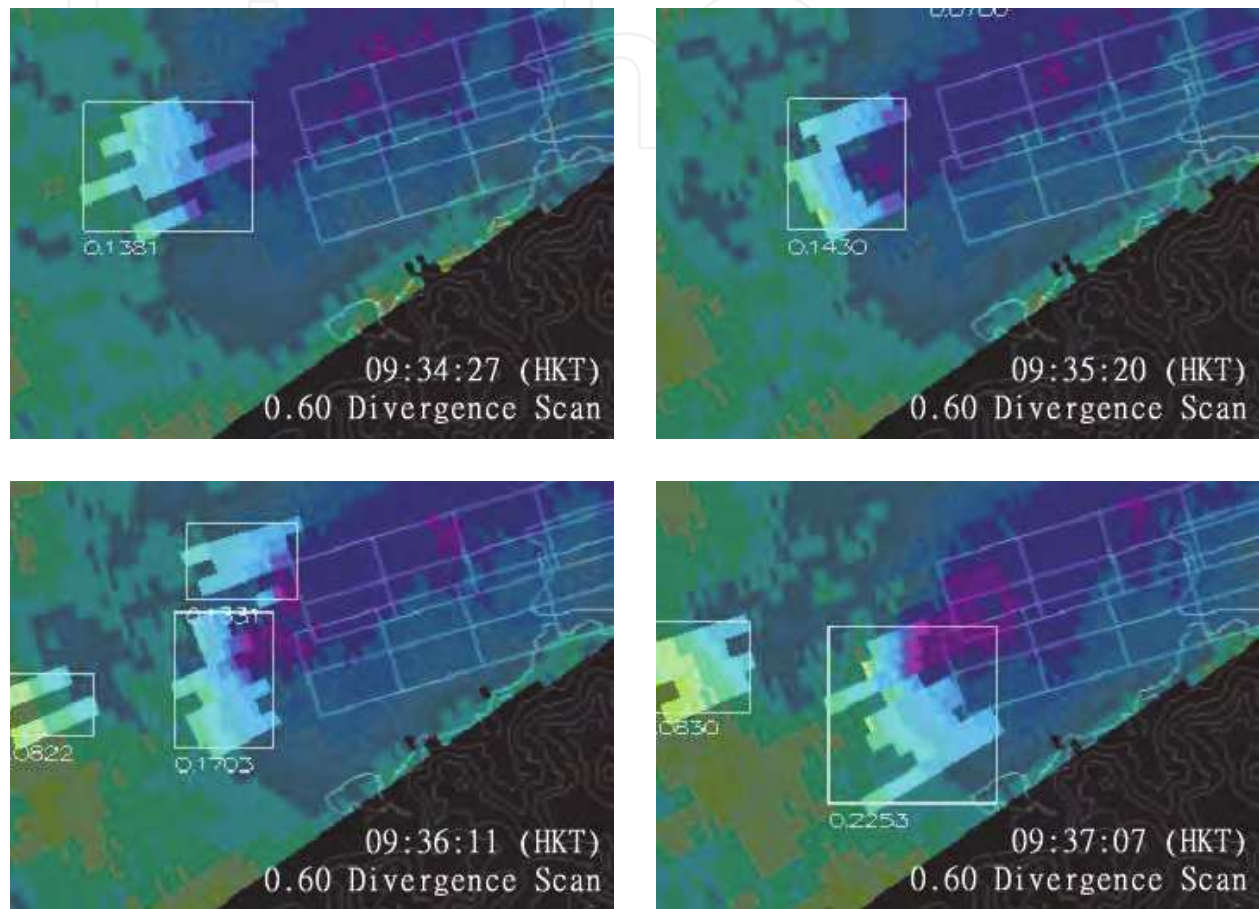 0.1381
09:34:27 (HKT)
0.60 Divergence Scan
0.0700
0.1430
09:35:20 (HKT)
0.60 Divergence Scan
0.1331
.0822
0.1703
09:36:11 (HKT)
0.60 Divergence Scan
.0830
0.2253
09:37:07 (HKT)
0.60 Divergence Scan